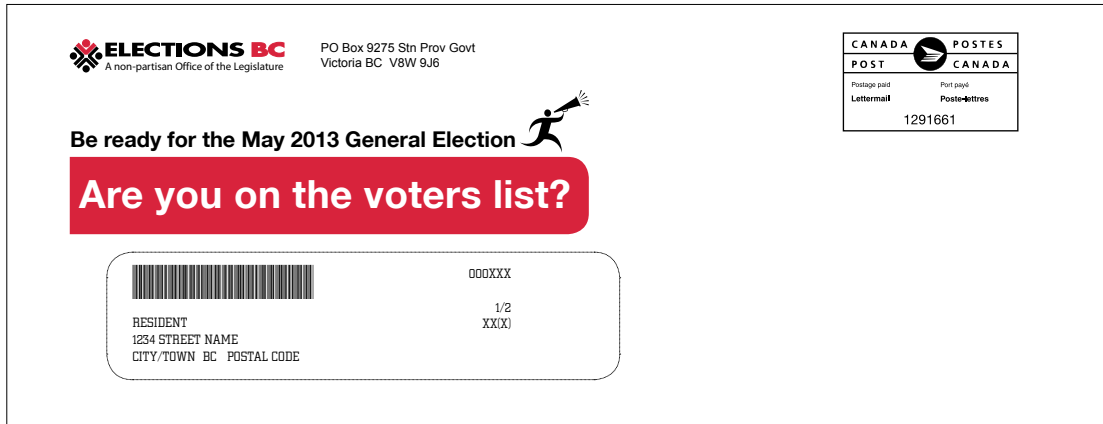 ELECTIONS BC
A non-partisan Office of the Legislature
PO Box 9275 Stn Prov Govt
Victoria BC  V8W 9J6
CANADA POSTES
POST CANADA
Postage paid Port payé
Lettermail Poste-lettres
1291661
Be ready for the May 2013 General Election
Are you on the voters list?
000XXX
1/2
RESIDENT XX(X)
1234 STREET NAME
CITY/TOWN  BC  POSTAL CODE